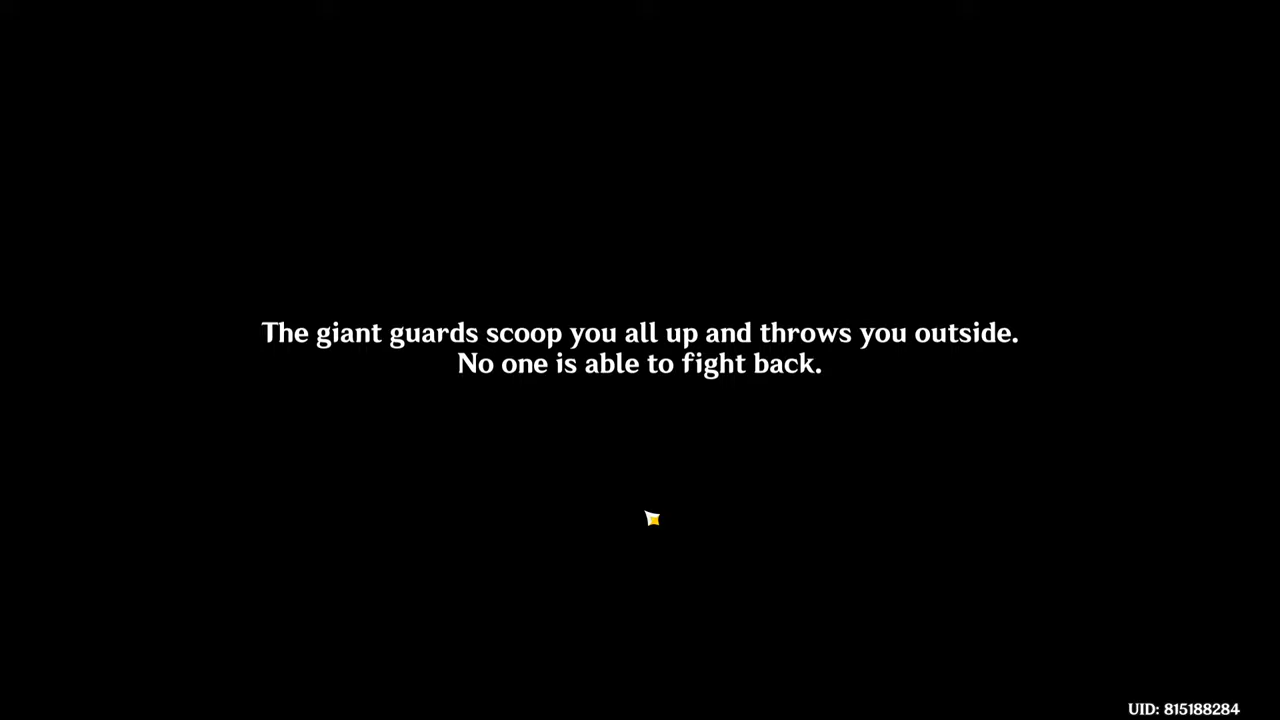 The giant guards scoop you all up and throws you outside.
No one is able to fight back.
UID: 815188284